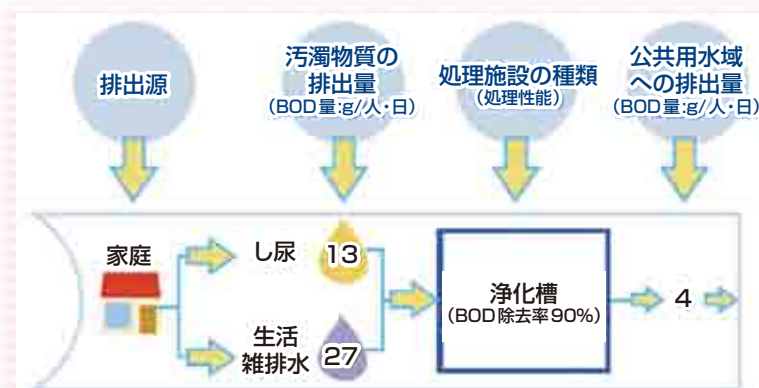 排出源
汚濁物質の
排出量
(BOD量:g/人・日)
処理施設の種類
(処理性能)
公共用水域
への排出量
(BOD量:g/人・日)
家庭
し尿
13
生活
雑排水
27
浄化槽
(BOD除去率90%)
4